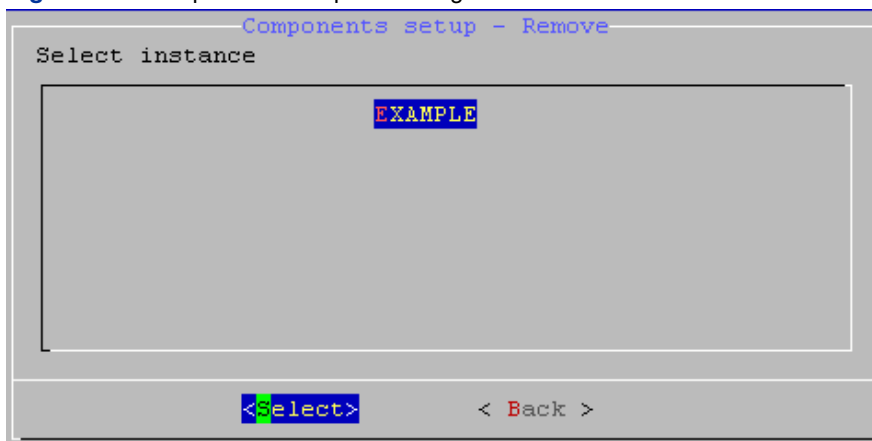 Components setup - Remove
Select instance
EXAMPLE
<Select> < Back >